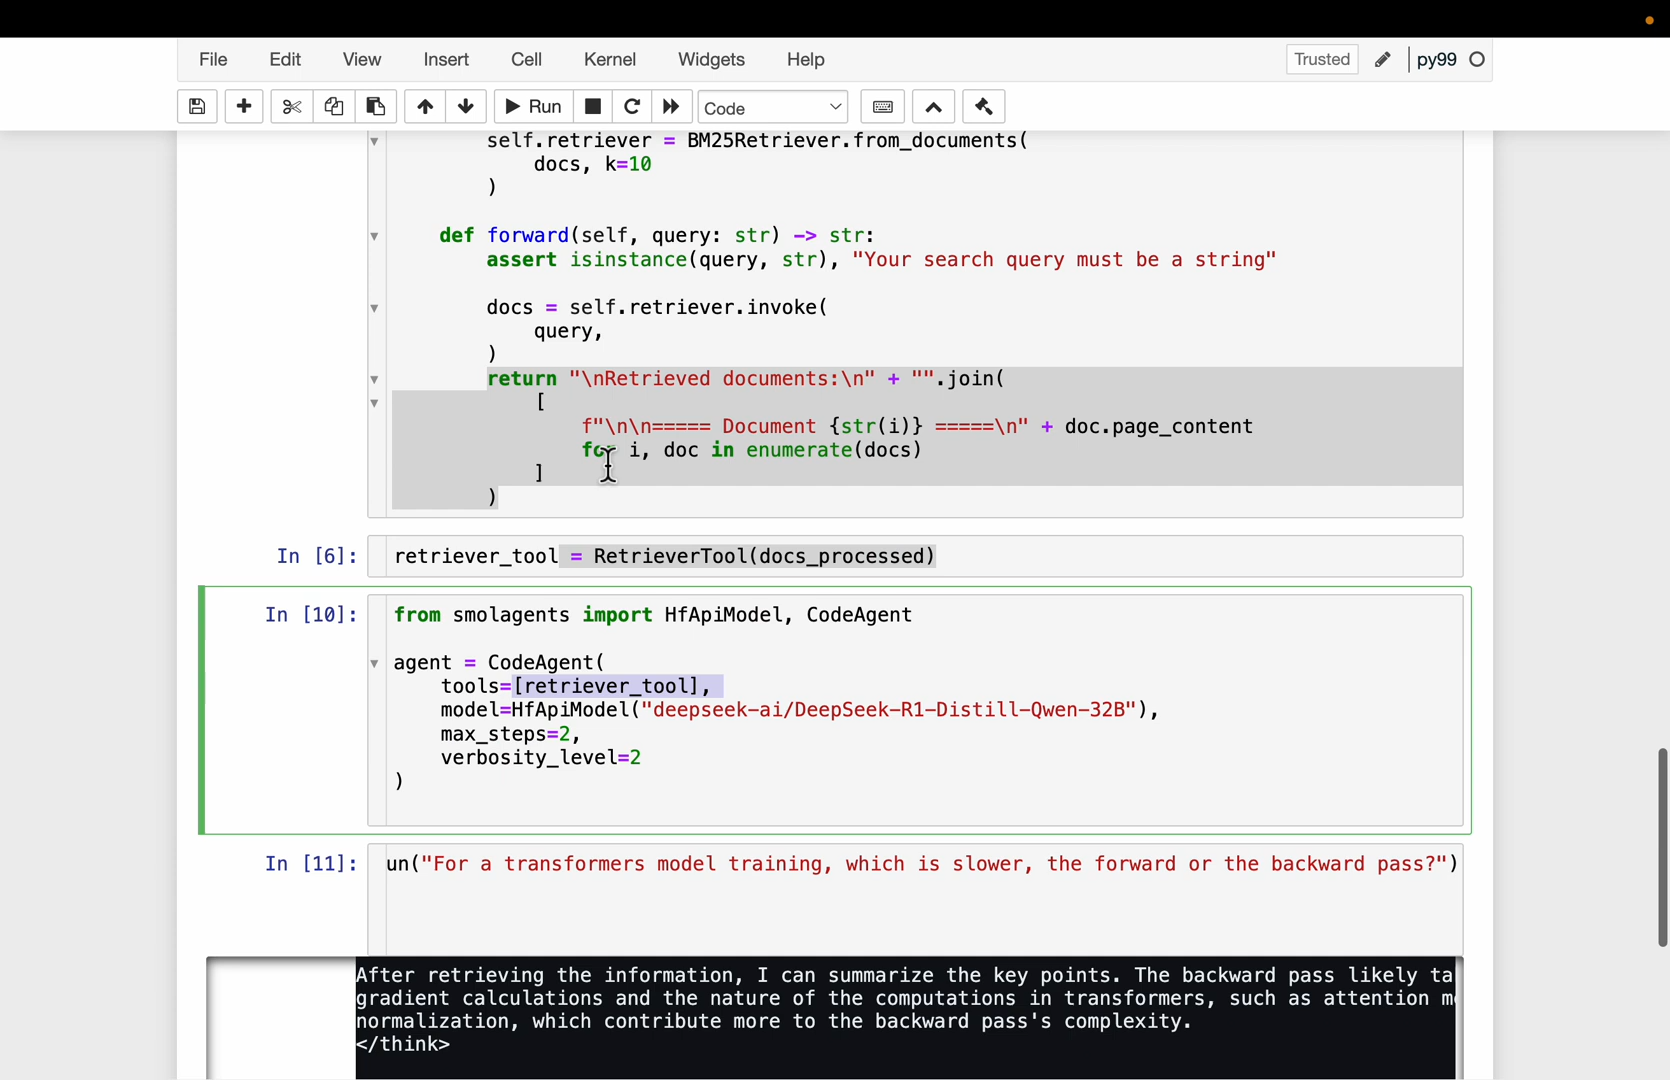 File Edit View Insert Cell Kernel Widgets Help Trusted py99
Run Code
self.retriever = BM25Retriever.from_documents(
docs, k=10
)
def forward(self, query: str) -> str:
assert isinstance(query, str), "Your search query must be a string"
docs = self.retriever.invoke(
query,
)
return "\nRetrieved documents:\n" + "".join(
[
f"\n\n===== Document {str(i)} =====\n" + doc.page_content
for i, doc in enumerate(docs)
]
)
In [6]: retriever_tool = RetrieverTool(docs_processed)
In [10]: from smolagents import HfApiModel, CodeAgent
agent = CodeAgent(
tools=[retriever_tool],
model=HfApiModel("deepseek-ai/DeepSeek-R1-Distill-Qwen-32B"),
max_steps=2,
verbosity_level=2
)
In [11]: un("For a transformers model training, which is slower, the forward or the backward pass?")
After retrieving the information, I can summarize the key points. The backward pass likely ta
gradient calculations and the nature of the computations in transformers, such as attention m
normalization, which contribute more to the backward pass's complexity.
</think>